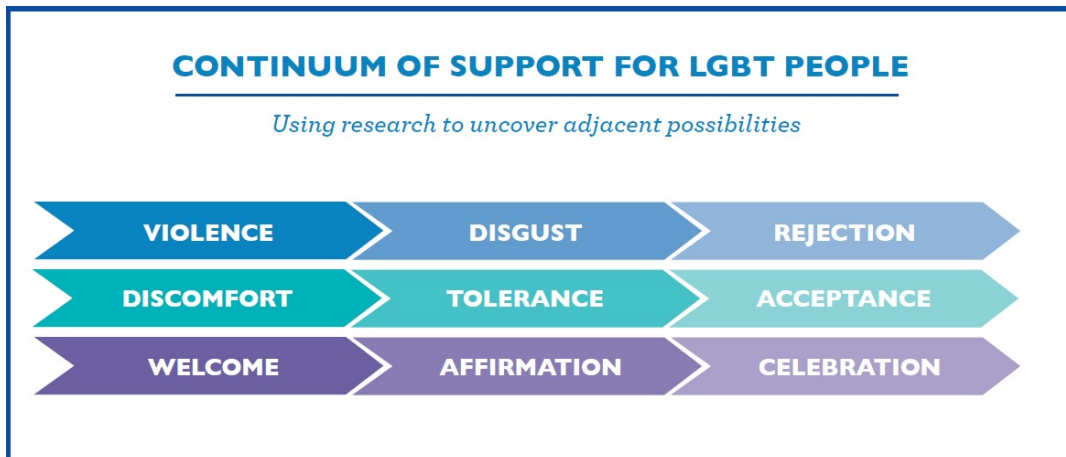 CONTINUUM OF SUPPORT FOR LGBT PEOPLE
Using research to uncover adjacent possibilities
VIOLENCE DISGUST REJECTION
DISCOMFORT TOLERANCE ACCEPTANCE
WELCOME AFFIRMATION CELEBRATION